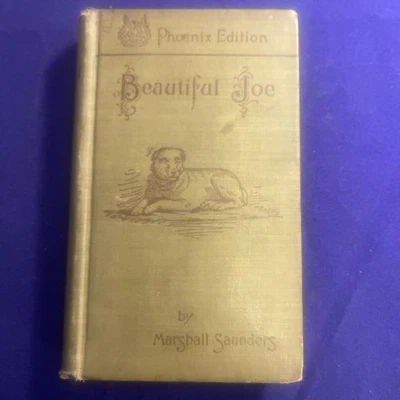 Phœnix Edition
Beautiful Joe
by
Marshall Saunders